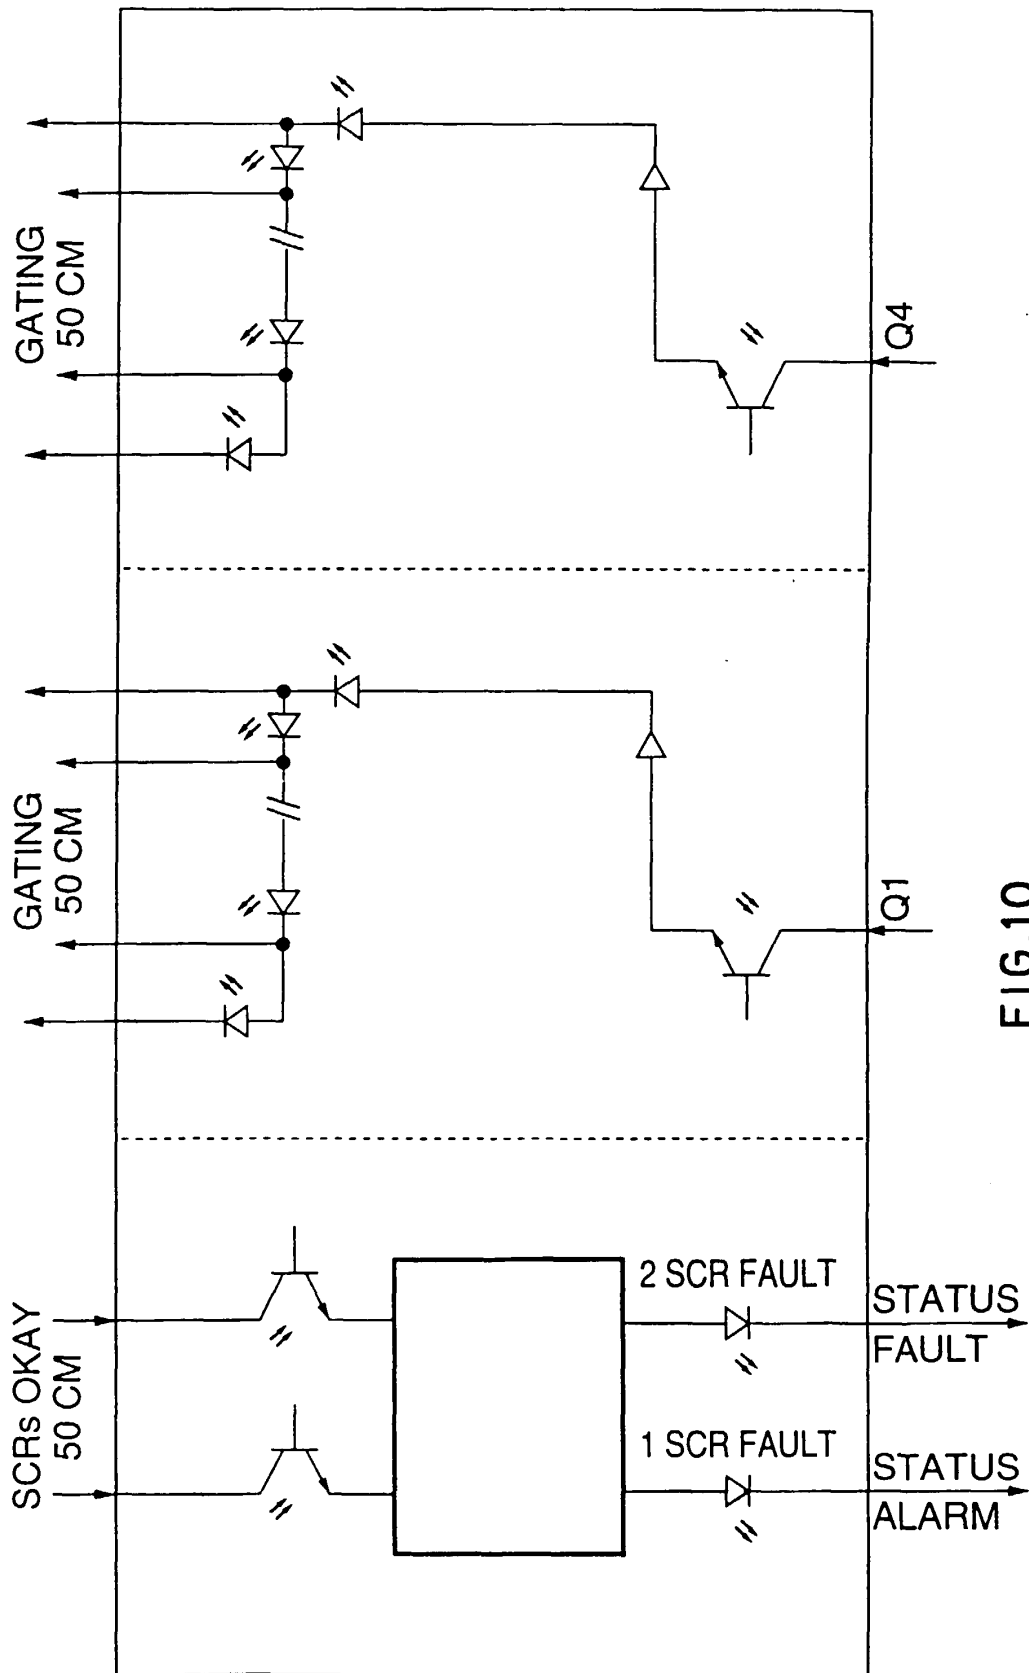 GATING
50 CM
Q4
GATING
50 CM
Q1
SCRs OKAY
50 CM
2 SCR FAULT
STATUS
FAULT
1 SCR FAULT
STATUS
ALARM
FIG.10